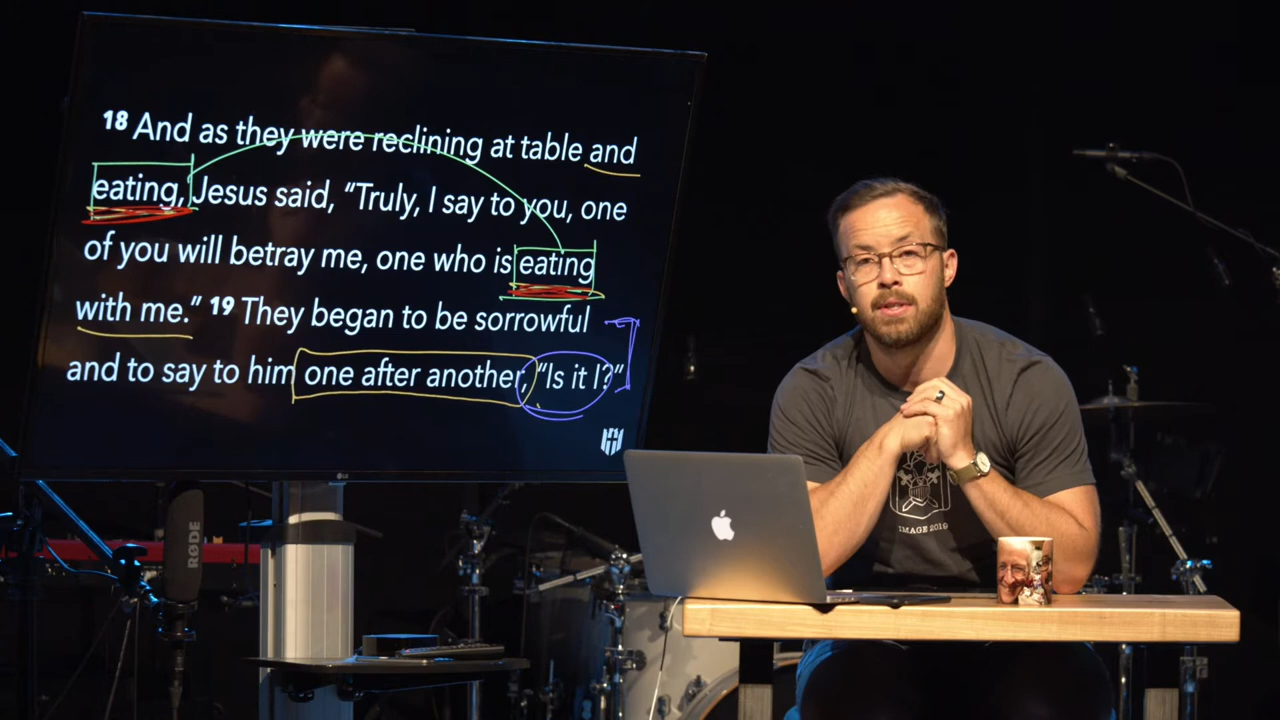 18 And as they were reclining at table and
eating, Jesus said, “Truly, I say to you, one
of you will betray me, one who is eating
with me.” 19 They began to be sorrowful
and to say to him one after another, “Is it I?”
LG
RØDE
IMAGE 2019